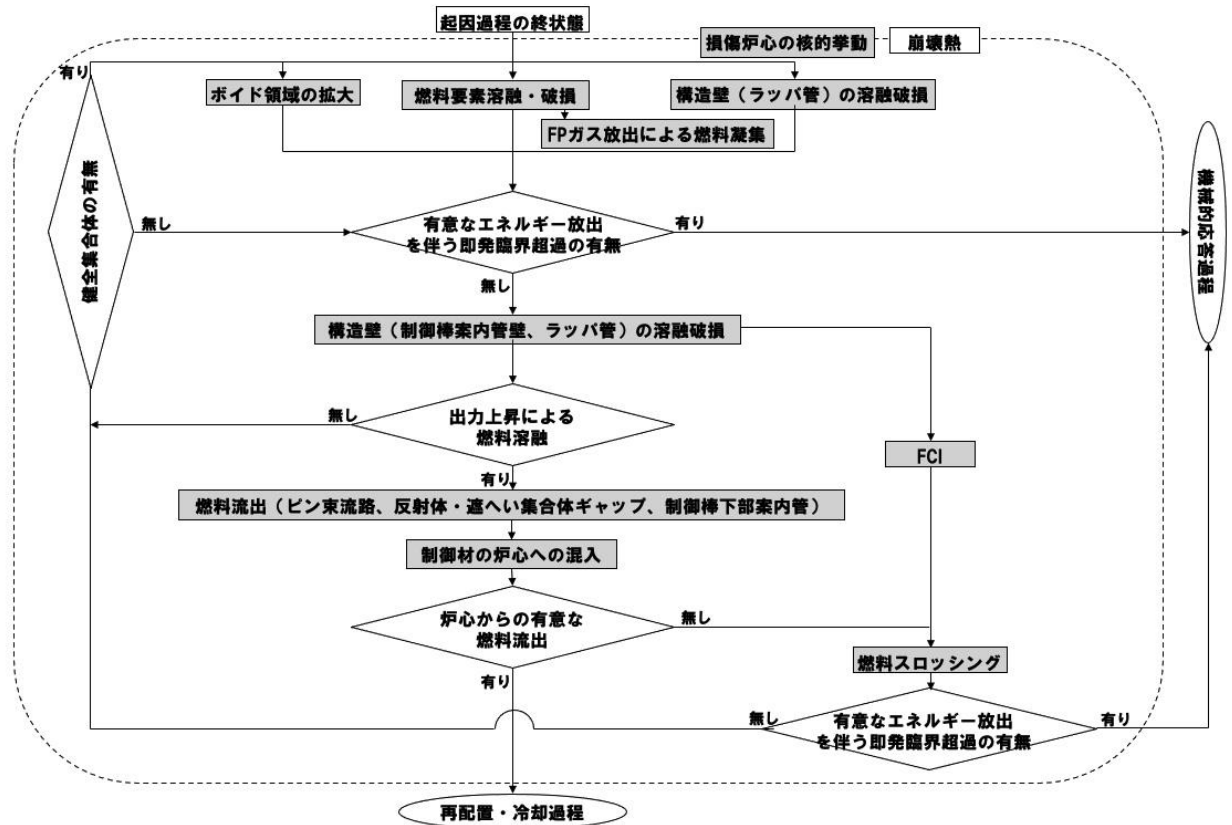 起因過程の終状態
損傷炉心の核的挙動
崩壊熱
有り
ボイド領域の拡大
燃料要素溶融・破損
構造壁（ラッパ管）の溶融破損
FPガス放出による燃料凝集
健全集合体の有無
無し
有意なエネルギー放出
を伴う即発臨界超過の有無
有り
機械的応答過程
無し
構造壁（制御棒案内管壁、ラッパ管）の溶融破損
無し
出力上昇による
燃料溶融
FCI
有り
燃料流出（ピン束流路、反射体・遮へい集合体ギャップ、制御棒下部案内管）
制御材の炉心への混入
炉心からの有意な
燃料流出
無し
燃料スロッシング
有り
無し
有意なエネルギー放出
を伴う即発臨界超過の有無
有り
再配置・冷却過程